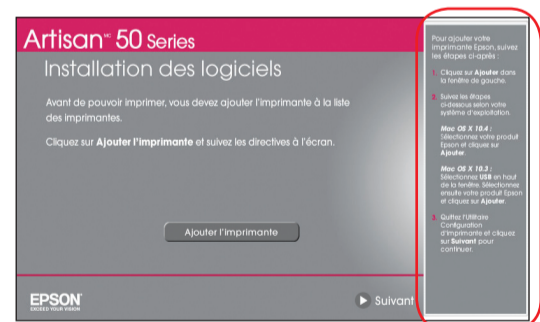 Artisan™ᶜ 50 Series
Installation des logiciels
Avant de pouvoir imprimer, vous devez ajouter l'imprimante à la liste
des imprimantes.
Cliquez sur Ajouter l'imprimante et suivez les directives à l'écran.
Ajouter l'imprimante
EPSON
EXCEED YOUR VISION
Suivant
Pour ajouter votre
imprimante Epson, suivez
les étapes ci-après :
1. Cliquez sur Ajouter dans
la fenêtre de gauche.
2. Suivez les étapes
ci-dessous selon votre
système d'exploitation.
Mac OS X 10.4 :
Sélectionnez votre produit
Epson et cliquez sur
Ajouter.
Mac OS X 10.3 :
Sélectionnez USB en haut
de la fenêtre. Sélectionnez
ensuite votre produit Epson
et cliquez sur Ajouter.
3. Quittez l'Utilitaire
Configuration
d'imprimante et cliquez
sur Suivant pour
continuer.